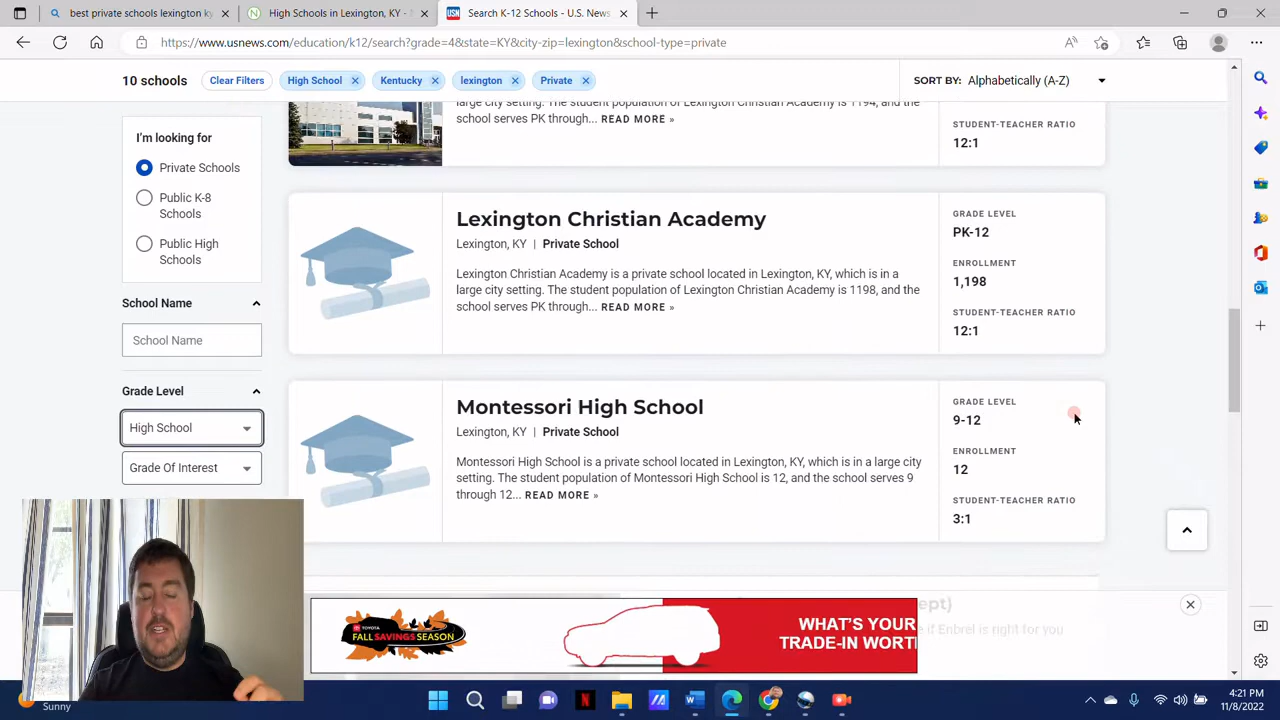 best private schools lexington ky
High Schools in Lexington, KY -
Search K-12 Schools - U.S. News
https://www.usnews.com/education/k12/search?grade=4&state=KY&city-zip=lexington&school-type=private
10 schools
Clear Filters
High School
Kentucky
lexington
Private
SORT BY: Alphabetically (A-Z)
I'm looking for
Private Schools
Public K-8
Schools
Public High
Schools
School Name
School Name
Grade Level
High School
Grade Of Interest
large city setting. The student population of Lexington Christian Academy is 1194, and the
school serves PK through... READ MORE »
STUDENT-TEACHER RATIO
12:1
Lexington Christian Academy
Lexington, KY | Private School
Lexington Christian Academy is a private school located in Lexington, KY, which is in a
large city setting. The student population of Lexington Christian Academy is 1198, and the
school serves PK through... READ MORE »
GRADE LEVEL
PK-12
ENROLLMENT
1,198
STUDENT-TEACHER RATIO
12:1
Montessori High School
Lexington, KY | Private School
Montessori High School is a private school located in Lexington, KY, which is in a large city
setting. The student population of Montessori High School is 12, and the school serves 9
through 12... READ MORE »
GRADE LEVEL
9-12
ENROLLMENT
12
STUDENT-TEACHER RATIO
3:1
TOYOTA
FALL SAVINGS SEASON
WHAT'S YOUR
TRADE-IN WORT
ept)
if Enbrel is right for you
Sunny
4:21 PM
11/8/2022